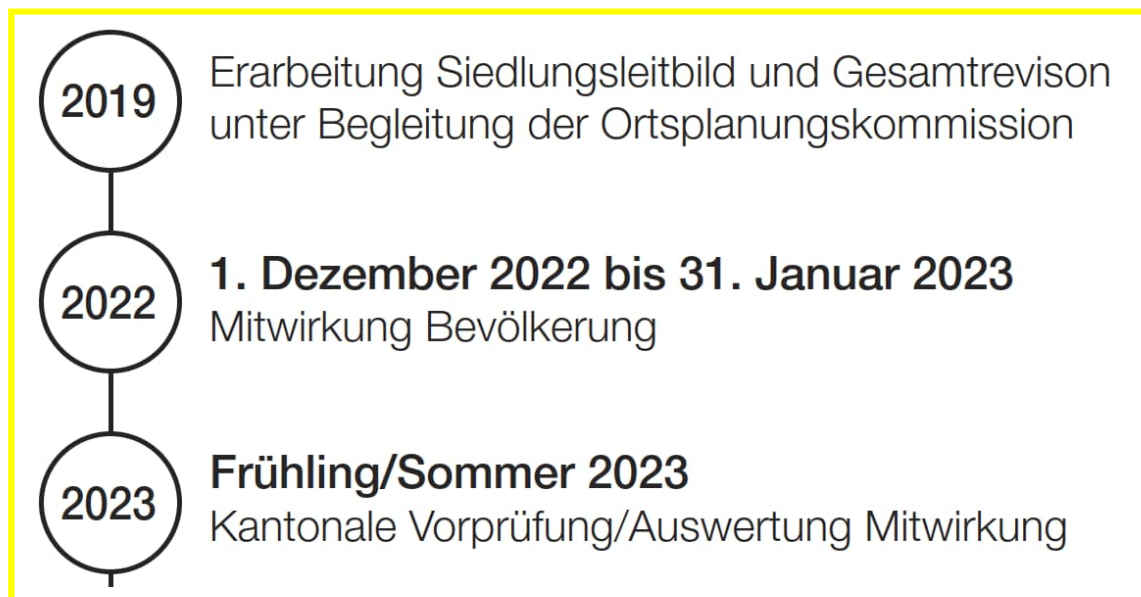 2019
Erarbeitung Siedlungsleitbild und Gesamtrevison
unter Begleitung der Ortsplanungskommission
2022
1. Dezember 2022 bis 31. Januar 2023
Mitwirkung Bevölkerung
2023
Frühling/Sommer 2023
Kantonale Vorprüfung/Auswertung Mitwirkung